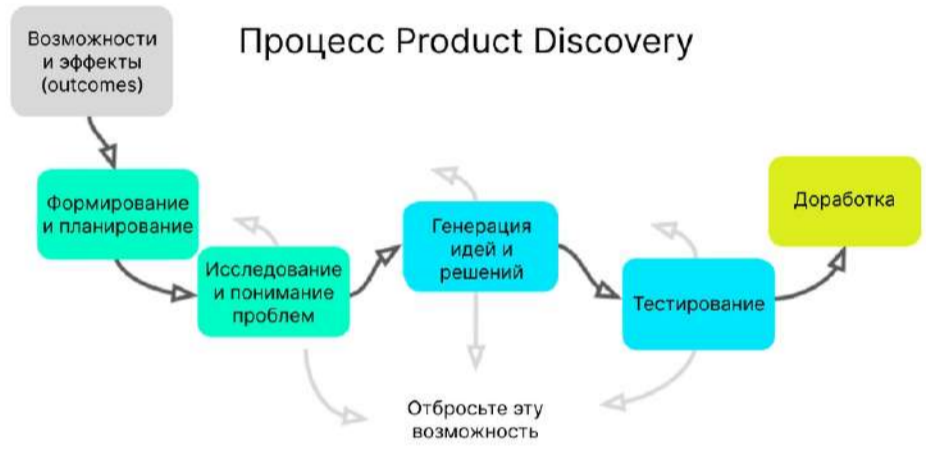 Процесс Product Discovery
Возможности
и эффекты
(outcomes)
Формирование
и планирование
Исследование
и понимание
проблем
Генерация
идей и
решений
Тестирование
Доработка
Отбросьте эту
возможность